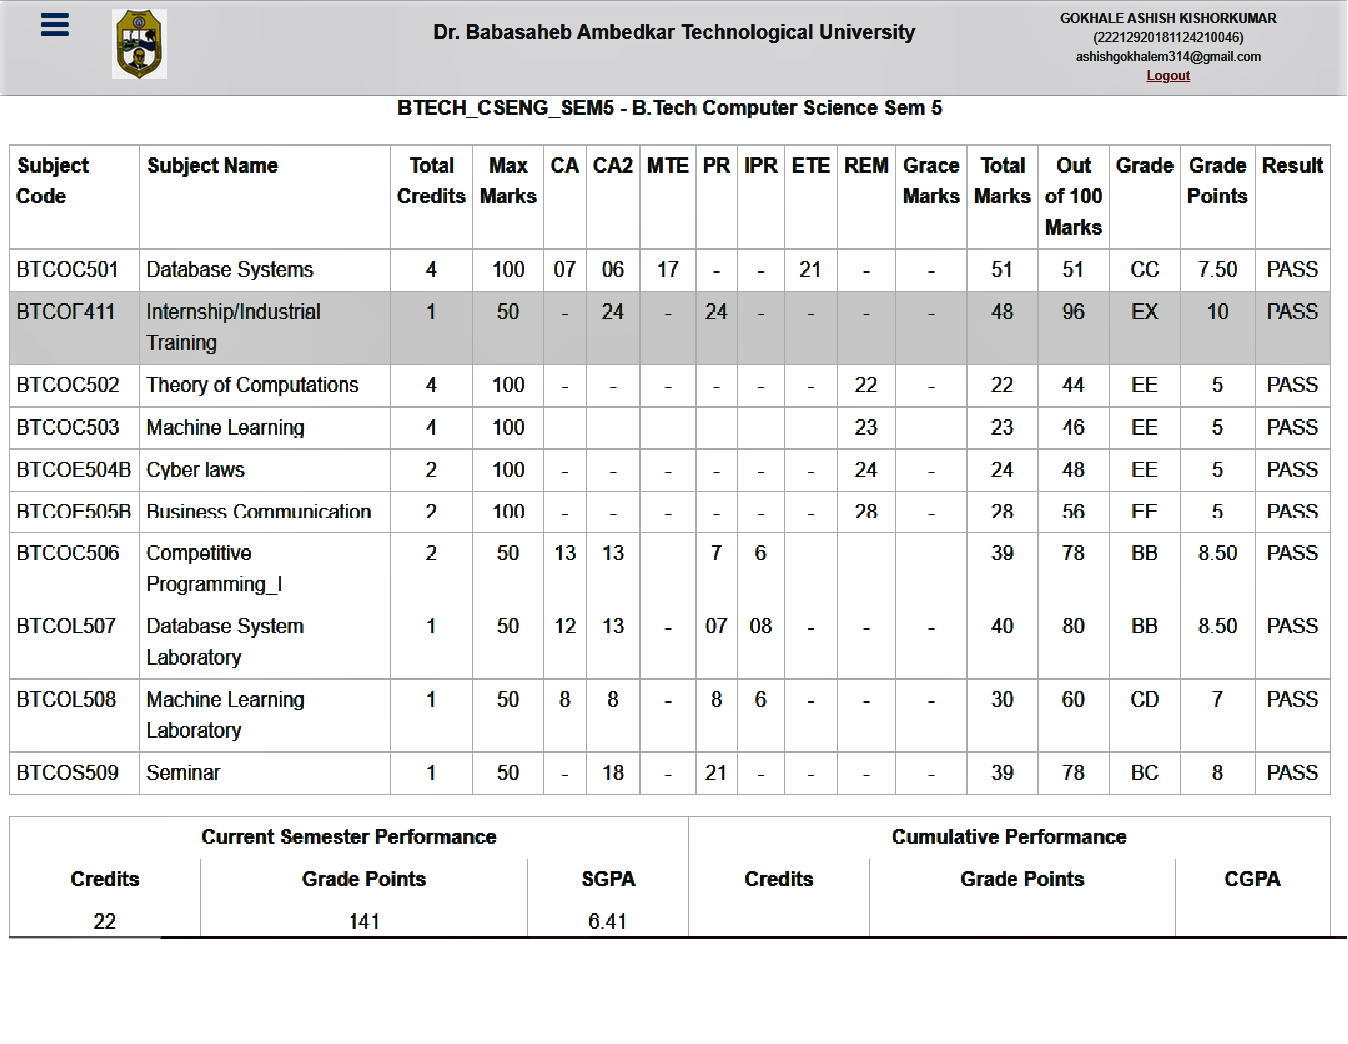 Dr. Babasaheb Ambedkar Technological University
GOKHALE ASHISH KISHORKUMAR
(22212920181124210046)
ashishgokhalem314@gmail.com
Logout
BTECH_CSENG_SEM5 - B.Tech Computer Science Sem 5
Subject Code Subject Name Total Credits Max Marks CA CA2 MTE PR IPR ETE REM Grace Marks Total Marks Out of 100 Marks Grade Grade Points Result
BTCOC501 Database Systems 4 100 07 06 17 - - 21 - - 51 51 CC 7.50 PASS
BTCOF411 Internship/Industrial Training 1 50 - 24 - 24 - - - - 48 96 EX 10 PASS
BTCOC502 Theory of Computations 4 100 - - - - - - 22 - 22 44 EE 5 PASS
BTCOC503 Machine Learning 4 100 23 23 46 EE 5 PASS
BTCOE504B Cyber laws 2 100 - - - - - - 24 - 24 48 EE 5 PASS
BTCOE505B Business Communication 2 100 - - - - - - 28 - 28 56 EE 5 PASS
BTCOC506 Competitive Programming_I 2 50 13 13 7 6 39 78 BB 8.50 PASS
BTCOL507 Database System Laboratory 1 50 12 13 - 07 08 - - - 40 80 BB 8.50 PASS
BTCOL508 Machine Learning Laboratory 1 50 8 8 - 8 6 - - - 30 60 CD 7 PASS
BTCOS509 Seminar 1 50 - 18 - 21 - - - - 39 78 BC 8 PASS
Current Semester Performance Cumulative Performance
Credits Grade Points SGPA Credits Grade Points CGPA
22 141 6.41